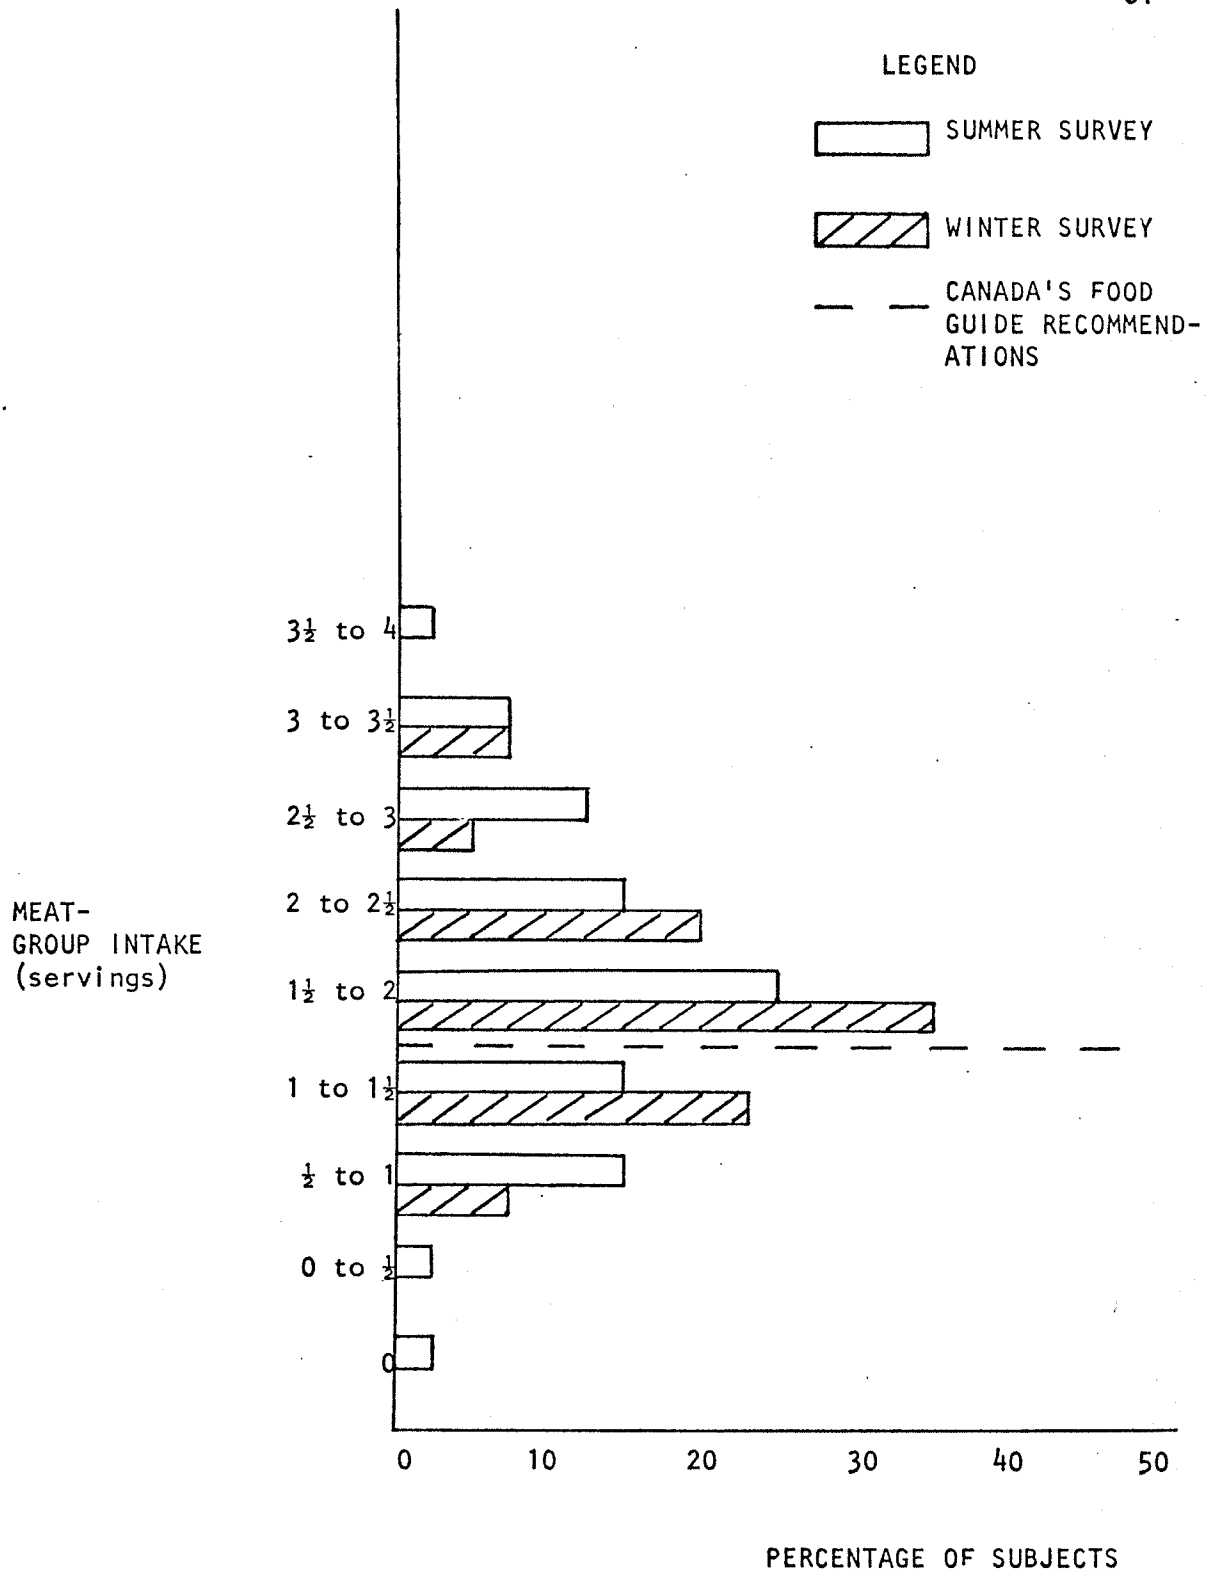 LEGEND
SUMMER SURVEY
WINTER SURVEY
CANADA'S FOOD
GUIDE RECOMMEND-
ATIONS
3½ to 4
3 to 3½
2½ to 3
2 to 2½
MEAT-
GROUP INTAKE
(servings)
1½ to 2
1 to 1½
½ to 1
0 to ½
0
0 10 20 30 40 50
PERCENTAGE OF SUBJECTS